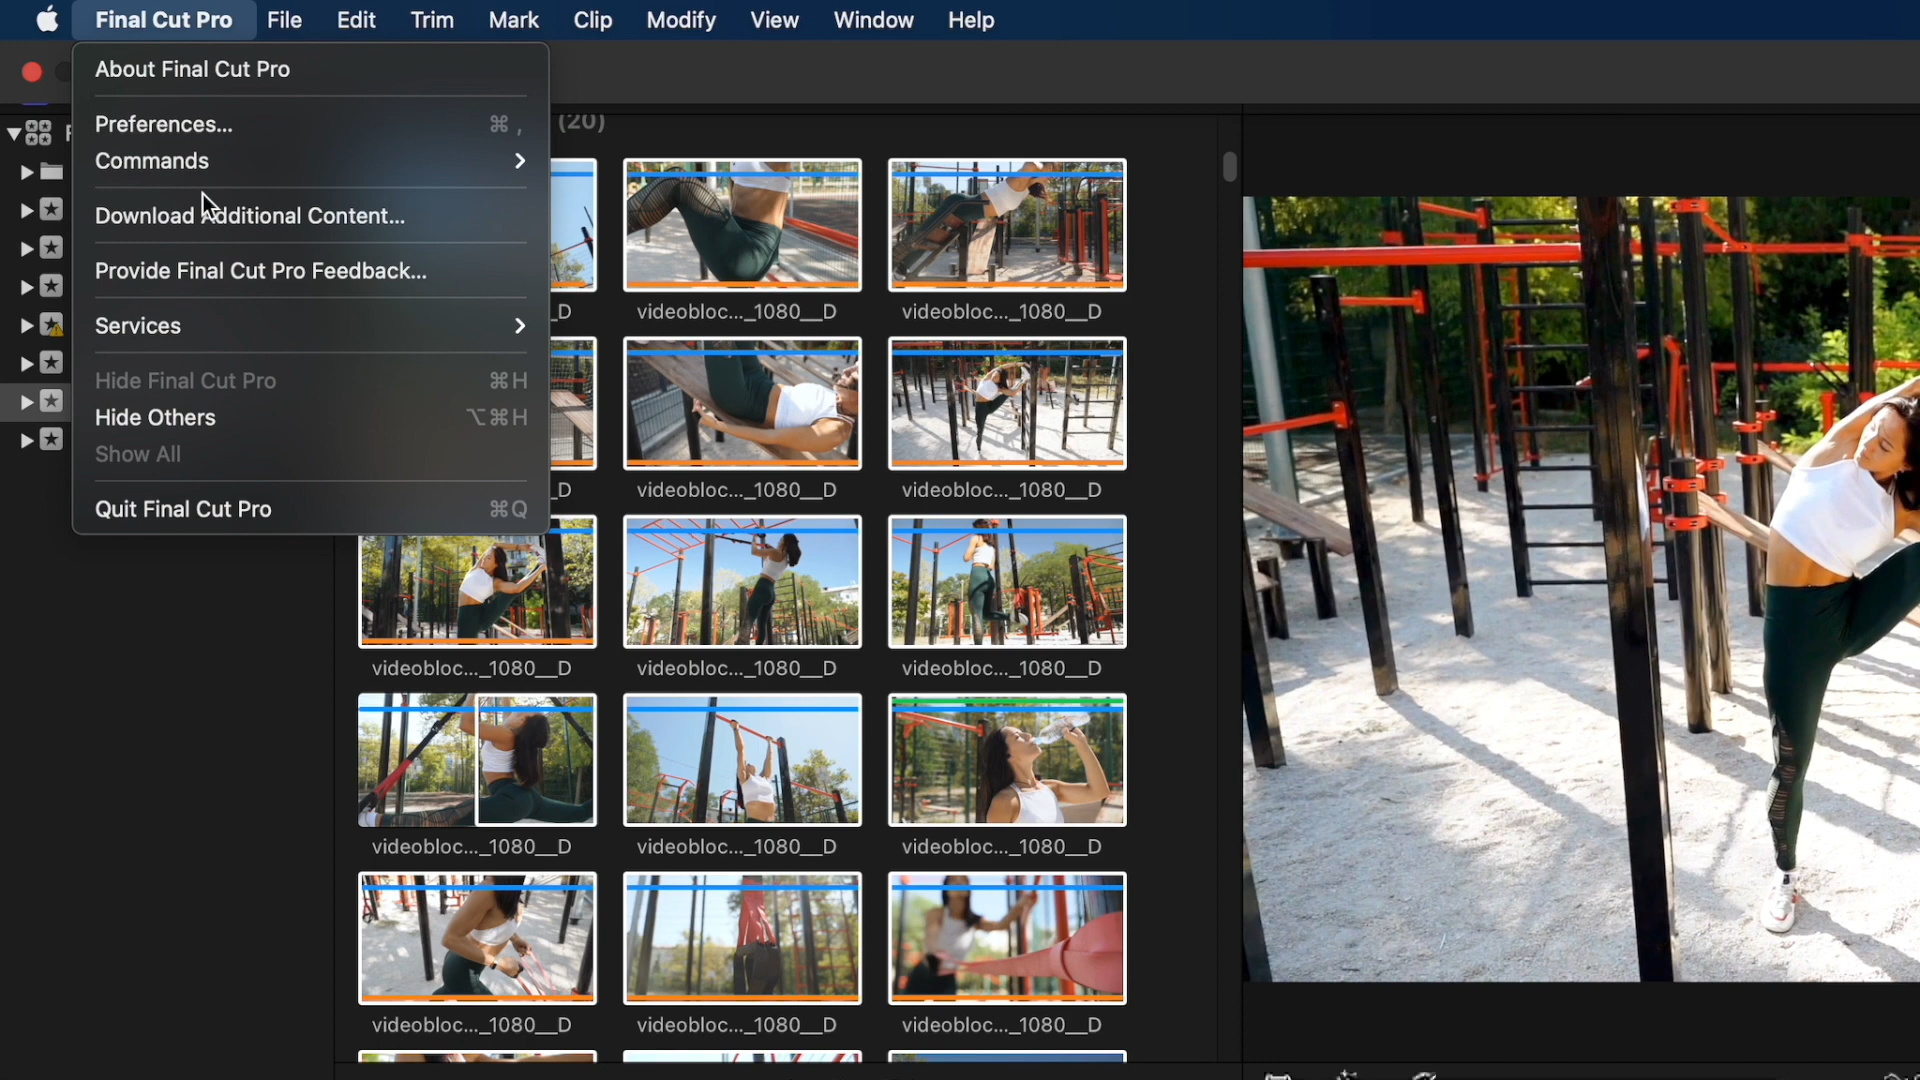 Final Cut Pro File Edit Trim Mark Clip Modify View Window Help
About Final Cut Pro
Preferences... ⌘ ,
Commands
Download Additional Content...
Provide Final Cut Pro Feedback...
Services
Hide Final Cut Pro ⌘H
Hide Others ⌥⌘H
Show All
Quit Final Cut Pro ⌘Q
F
(20)
_D videobloc..._1080__D videobloc..._1080__D
_D videobloc..._1080__D videobloc..._1080__D
videobloc..._1080__D videobloc..._1080__D videobloc..._1080__D
videobloc..._1080__D videobloc..._1080__D videobloc..._1080__D
videobloc..._1080__D videobloc..._1080__D videobloc..._1080__D